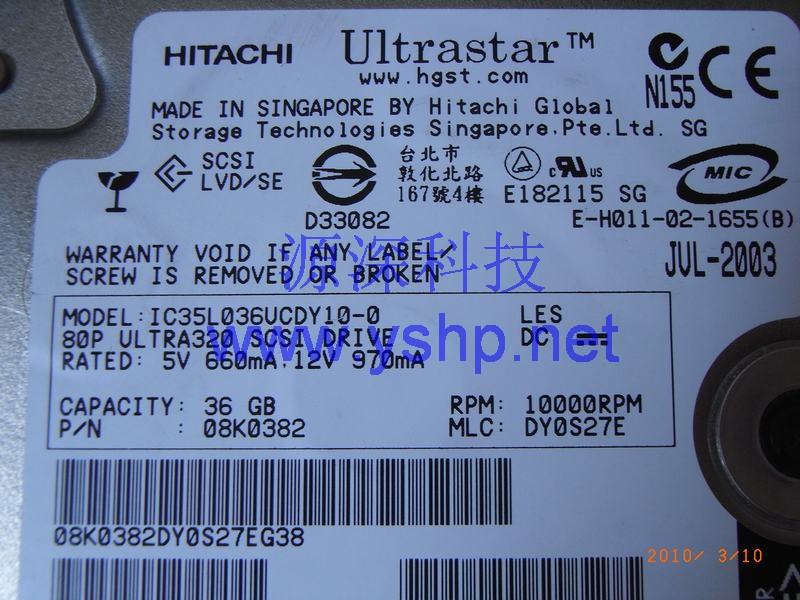 HITACHI Ultrastar™
www.hgst.com
N155 CE
MADE IN SINGAPORE BY Hitachi Global
Storage Technologies Singapore.Pte.Ltd. SG
SCSI
LVD/SE
台北市
敦化北路
167號4樓
c UR US
E182115 SG
MIC
D33082
E-H011-02-1655(B)
WARRANTY VOID IF ANY LABEL/
SCREW IS REMOVED OR BROKEN
JUL-2003
源深科技
MODEL:IC35L036UCDY10-0 LES
80P ULTRA320 SCSI DRIVE DC
www.yshp.net
RATED: 5V 660mA,12V 970mA
CAPACITY: 36 GB RPM: 10000RPM
P/N : 08K0382 MLC: DY0S27E
08K0382DY0S27EG38
2010/ 3/10